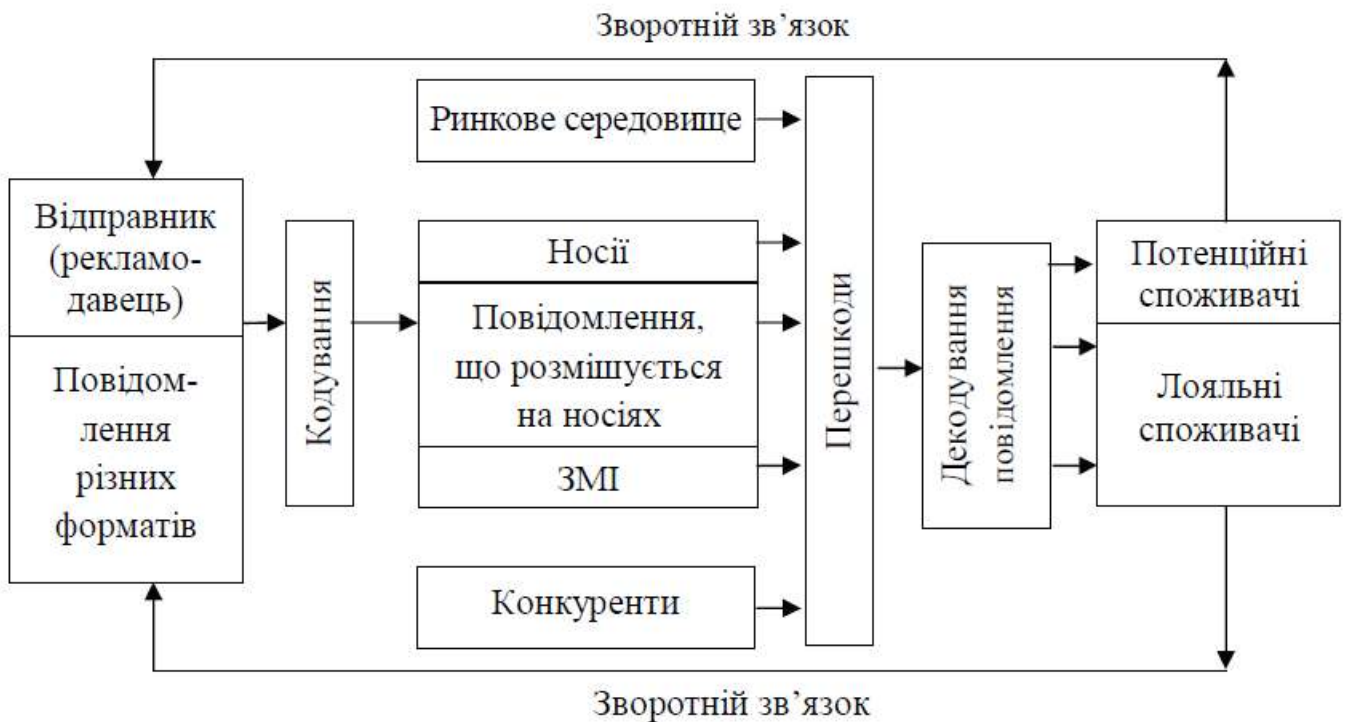 Зворотній зв’язок
Ринкове середовище
Відправник
(рекламо-
давець)
Повідом-
лення
різних
форматів
Кодування
Носії
Повідомлення,
що розмішується
на носіях
ЗМІ
Конкуренти
Перешкоди
Декодування
повідомлення
Потенційні
споживачі
Лояльні
споживачі
Зворотній зв’язок